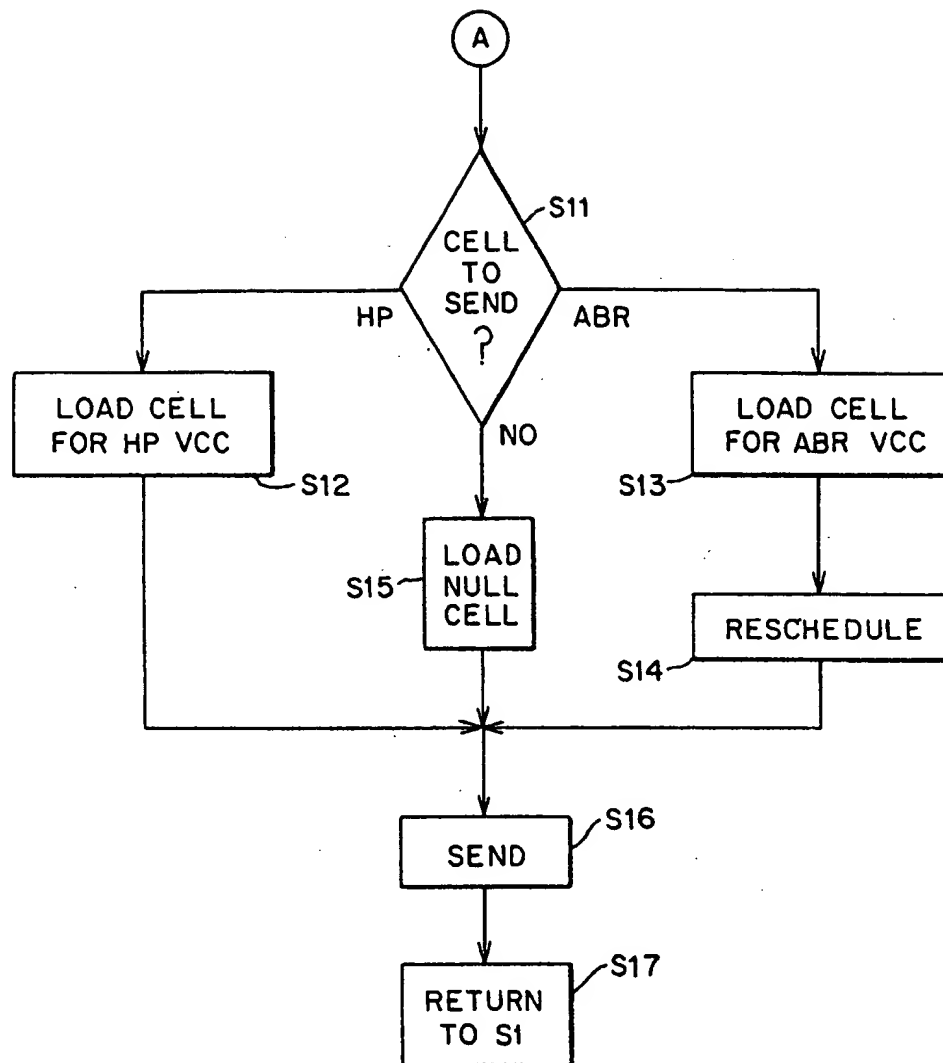 A
S11
CELL
TO
SEND
?
HP
ABR
NO
LOAD CELL
FOR HP VCC
S12
LOAD CELL
FOR ABR VCC
S13
S15
LOAD
NULL
CELL
RESCHEDULE
S14
S16
SEND
S17
RETURN
TO S1